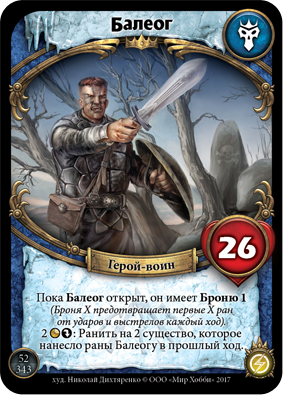 Балеог
Герой-воин
26
Пока Балеог открыт, он имеет Броню 1
(Броня X предотвращает первые X ран
от ударов и выстрелов каждый ход).
2 : Ранить на 2 существо, которое
нанесло раны Балеогу в прошлый ход.
52
343
худ. Николай Дихтяренко © ООО «Мир Хобби» 2017